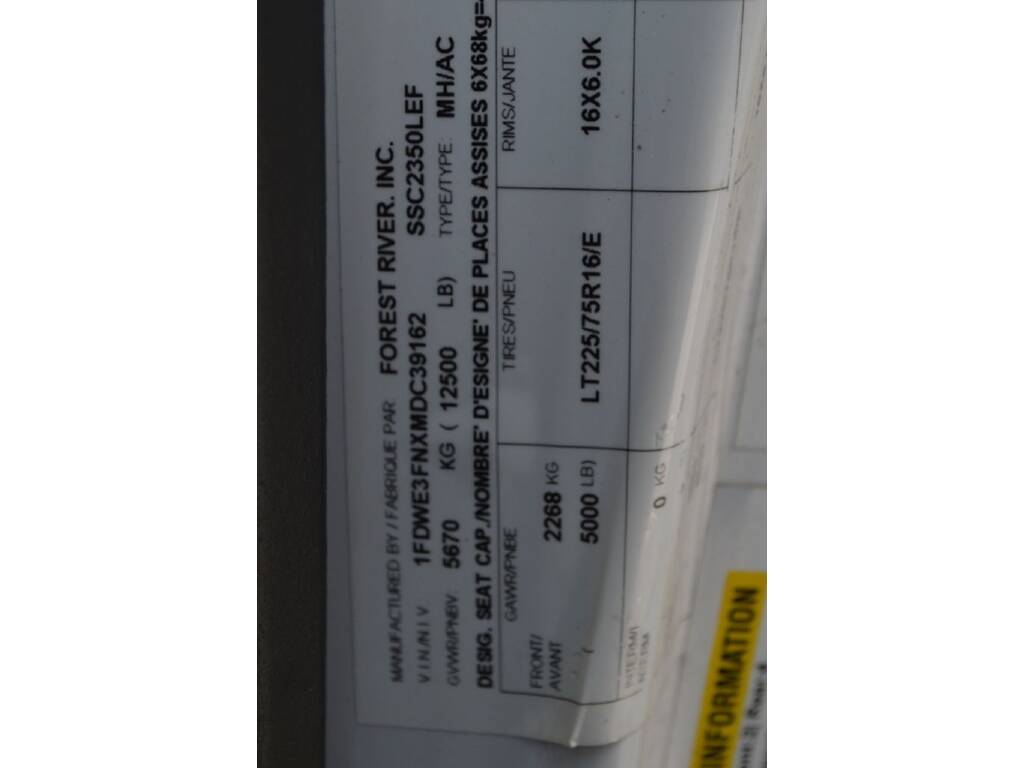 MANUFACTURED BY / FABRIQUE PAR FOREST RIVER. INC.
V I N /N I V 1FDWE3FNXMDC39162 SSC2350LEF
GVWR/PNBV 5670 KG ( 12500 LB) TYPE/TYPE: MH/AC
DESIG. SEAT CAP./NOMBRE' D'ESIGNE' DE PLACES ASSISES 6X68kg=
GAWR/PNBE TIRES/PNEU RIMS/JANTE
FRONT/ 2268 KG
AVANT ( 5000 LB) LT225/75R16/E 16X6.0K
0 KG
INFORMATION